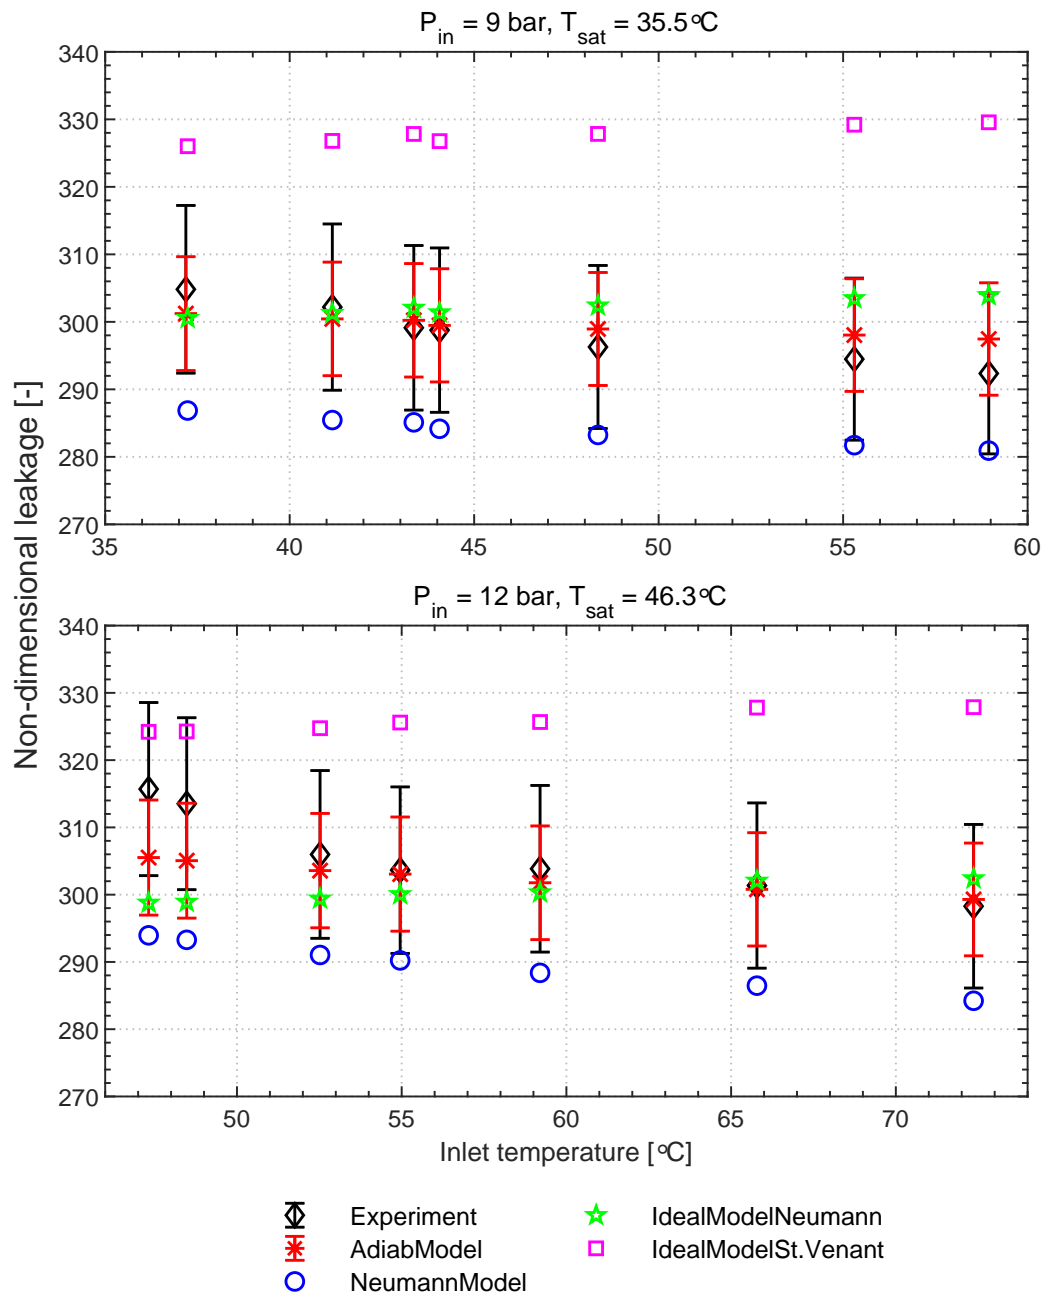 P_in = 9 bar, T_sat = 35.5°C
340
330
320
310
300
290
280
270
35 40 45 50 55 60
Non-dimensional leakage [-]
P_in = 12 bar, T_sat = 46.3°C
340
330
320
310
300
290
280
270
50 55 60 65 70
Inlet temperature [°C]
Experiment
AdiabModel
NeumannModel
IdealModelNeumann
IdealModelSt.Venant